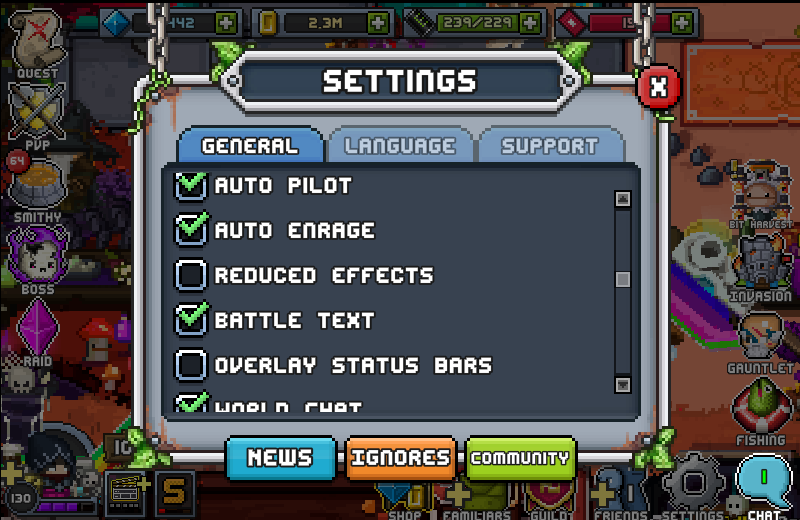 2.3M
239/229
SETTINGS
X
QUEST
GENERAL
LANGUAGE
SUPPORT
PVP
64
SMITHY
AUTO PILOT
AUTO ENRAGE
REDUCED EFFECTS
BATTLE TEXT
OVERLAY STATUS BARS
WORLD CHAT
BOSS
RAID
BIT HARVEST
INVASION
GAUNTLET
FISHING
NEWS
IGNORES
COMMUNITY
130
S
SHOP
FAMILIARS
GUILD
FRIENDS
SETTINGS
CHAT